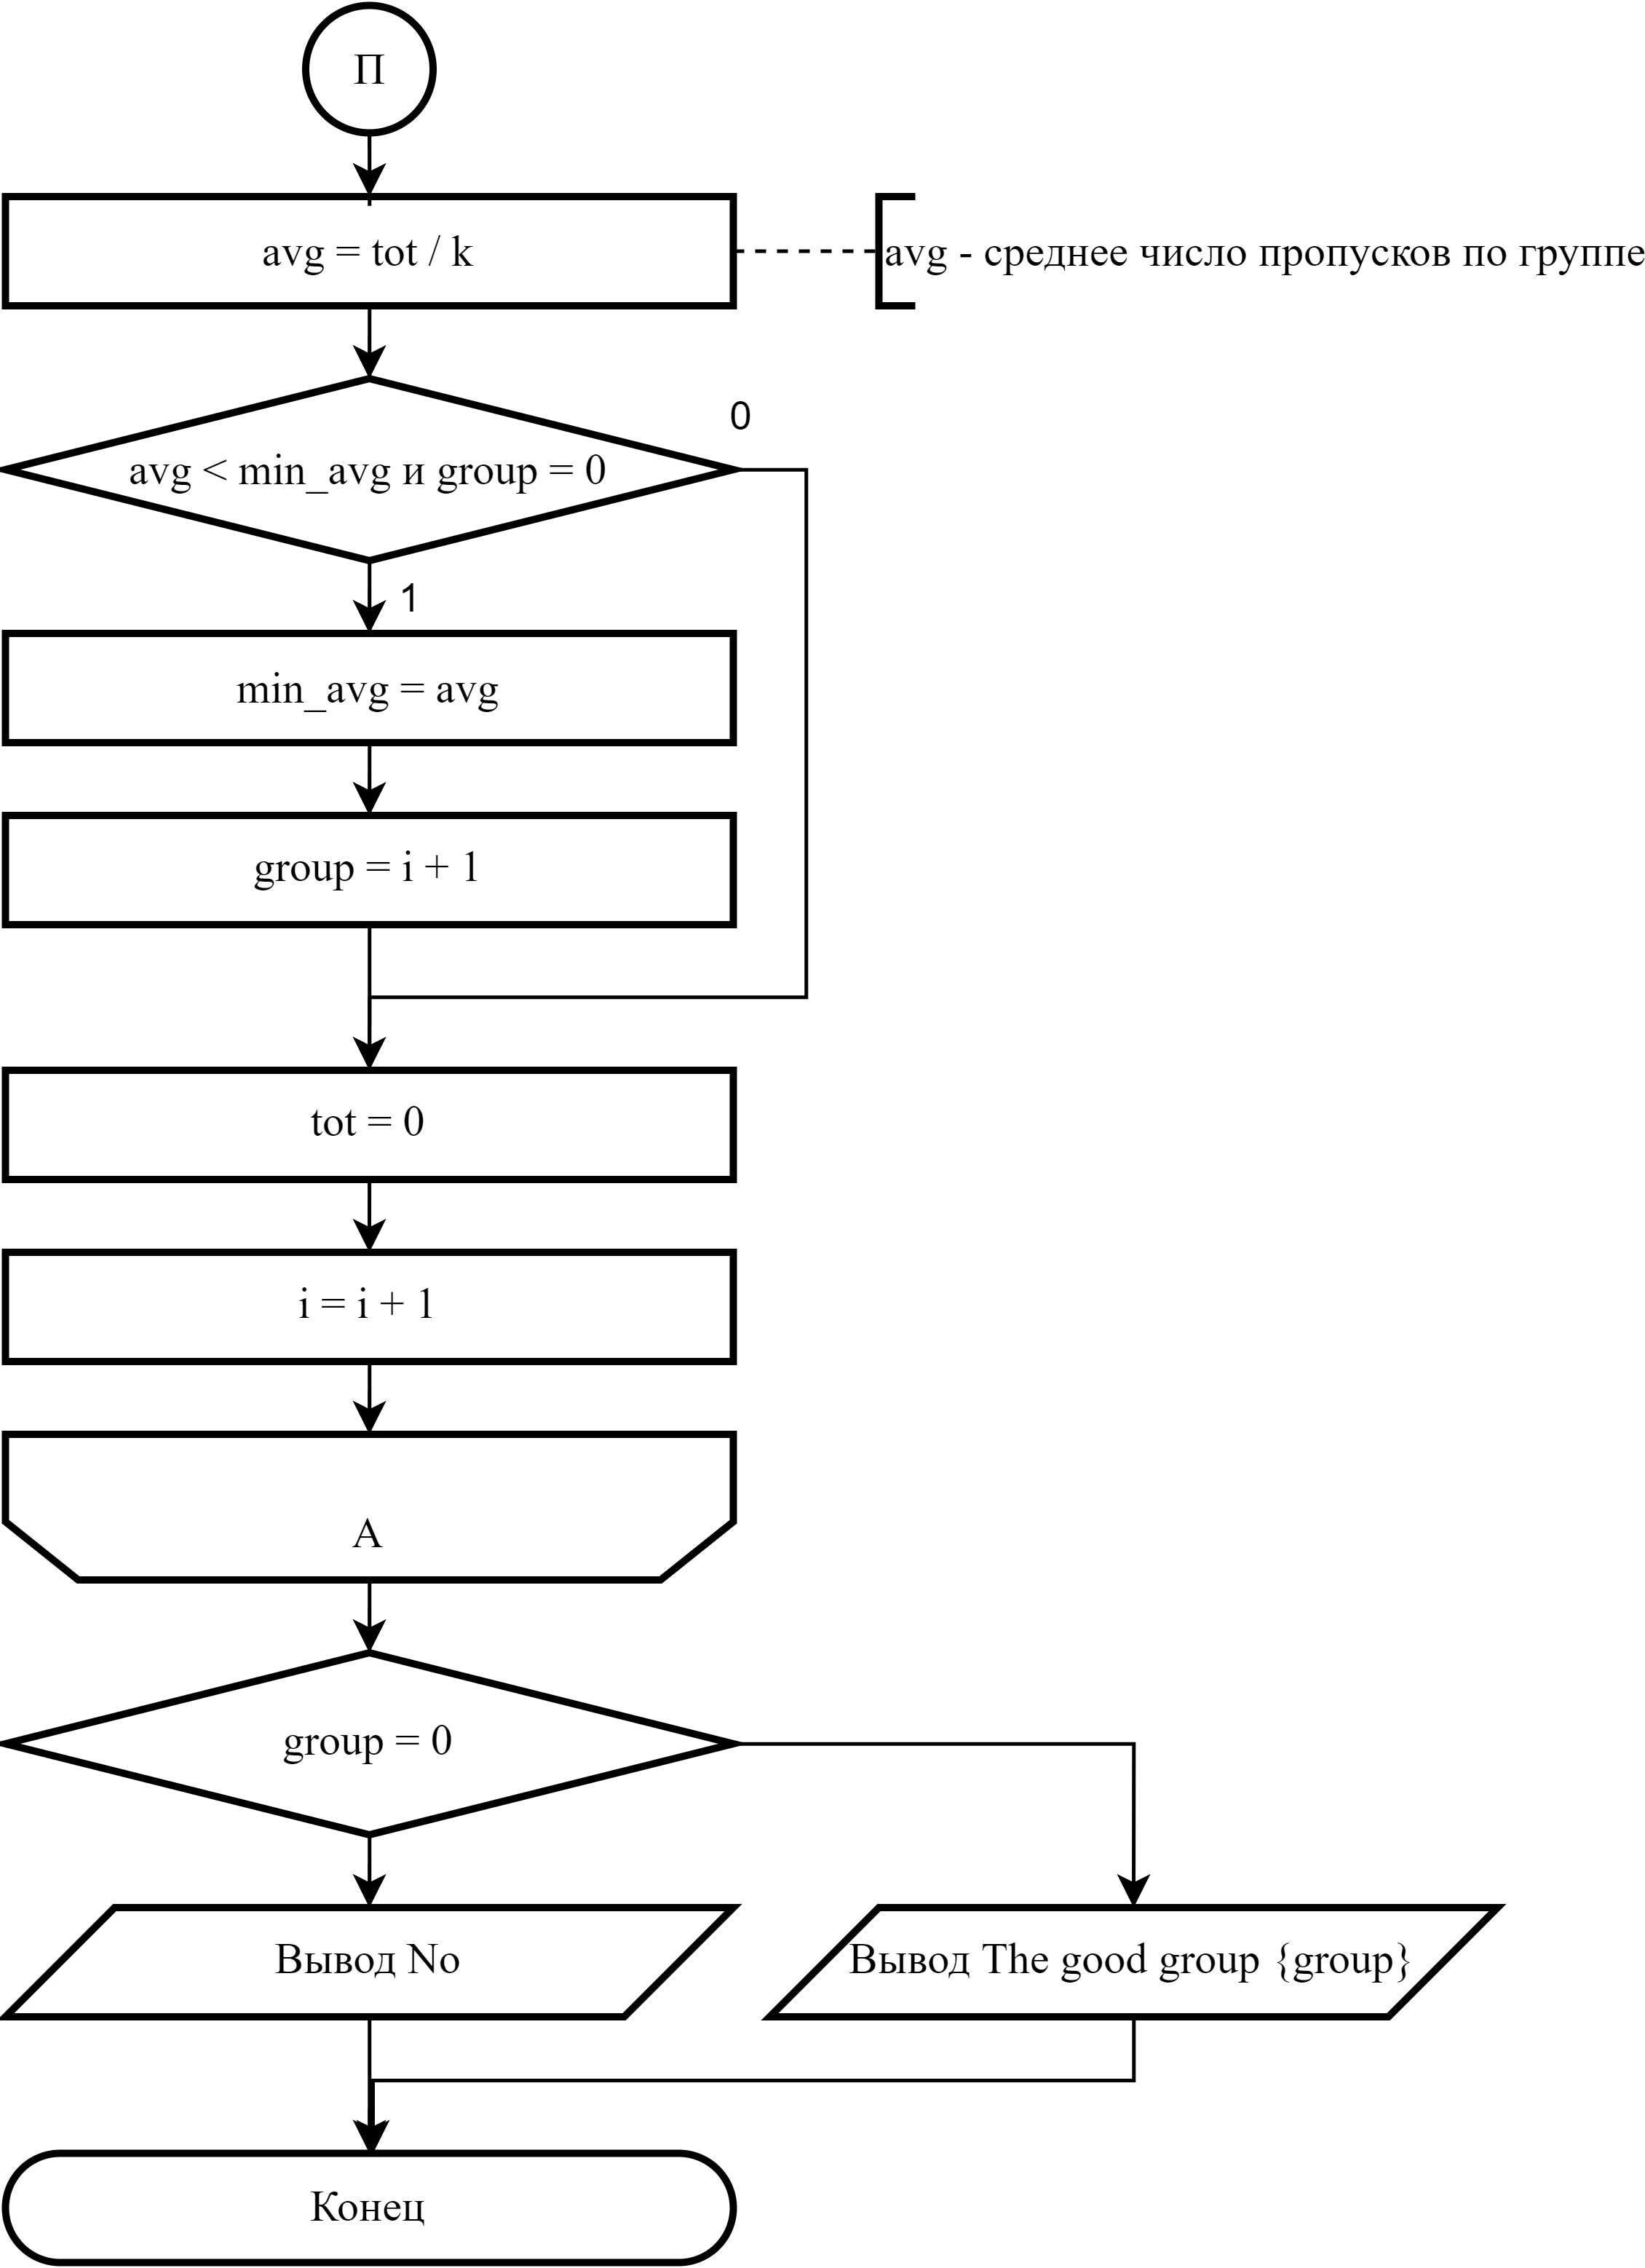 П
avg = tot / k
avg - среднее число пропусков по группе
avg < min_avg и group = 0
0
1
min_avg = avg
group = i + 1
tot = 0
i = i + 1
A
group = 0
Вывод No
Вывод The good group {group}
Конец